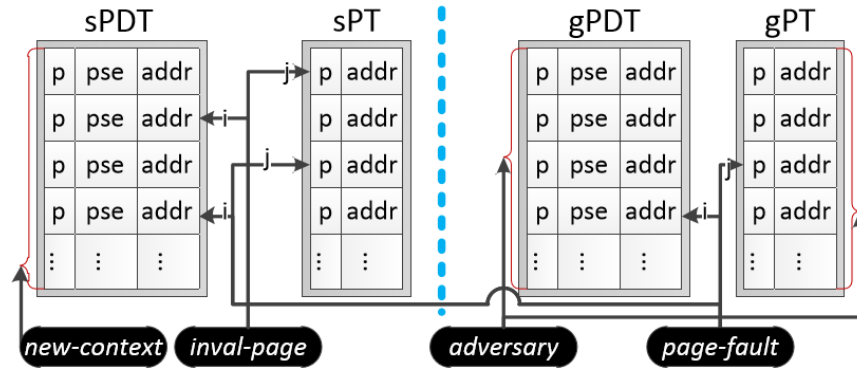 sPDT sPT gPDT gPT
p pse addr j p addr p pse addr p addr
p pse addr i p addr p pse addr p addr
p pse addr j p addr p pse addr j p addr
p pse addr i p addr p pse addr i p addr
⋮ ⋮ ⋮ ⋮ ⋮ ⋮ ⋮ ⋮ ⋮ ⋮
new-context inval-page adversary page-fault